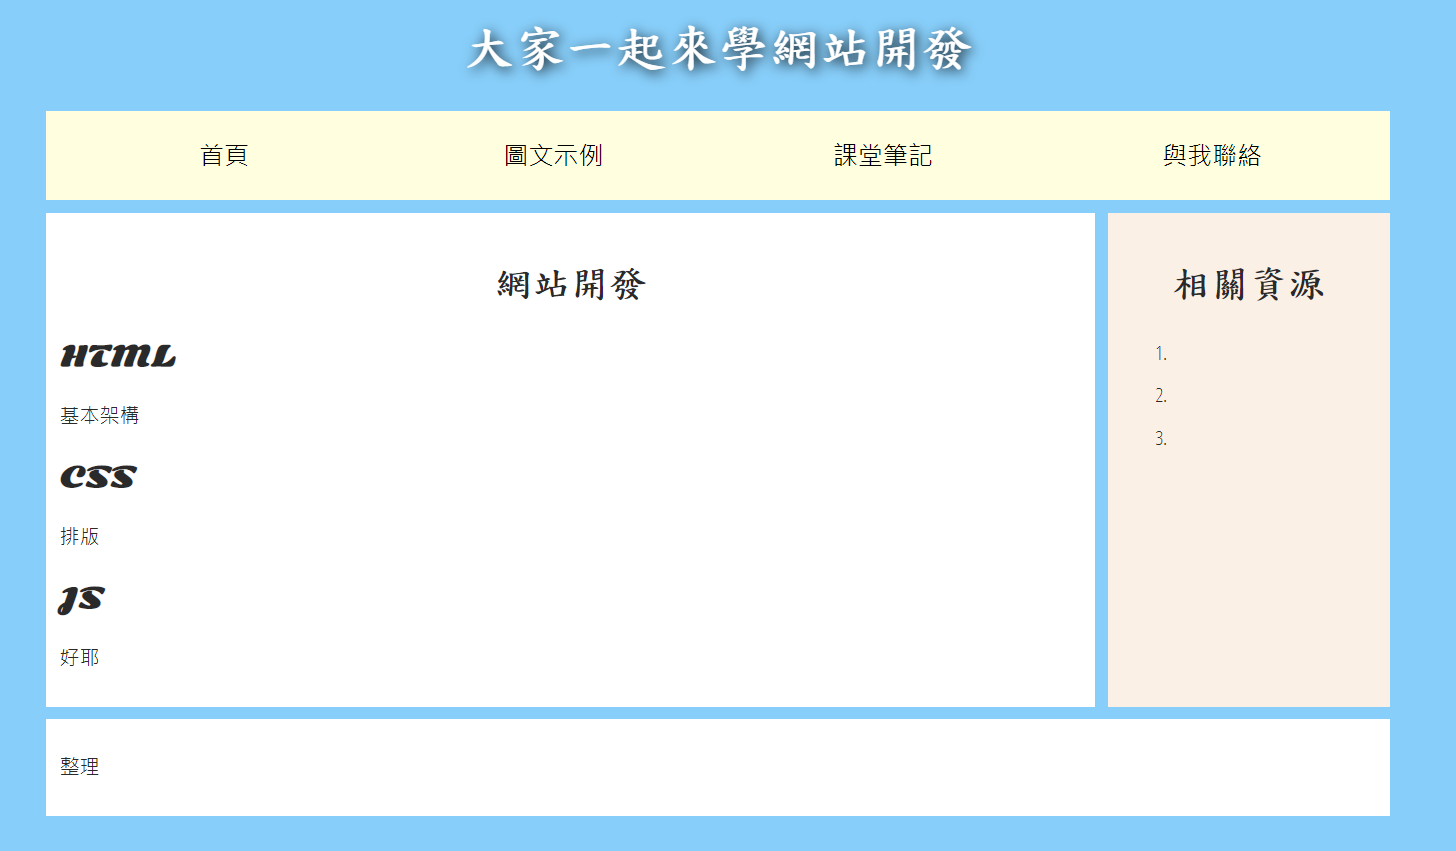 大家一起來學網站開發
首頁 圖文示例 課堂筆記 與我聯絡
網站開發
HTML
基本架構
CSS
排版
JS
好耶
相關資源
1.
2.
3.
整理